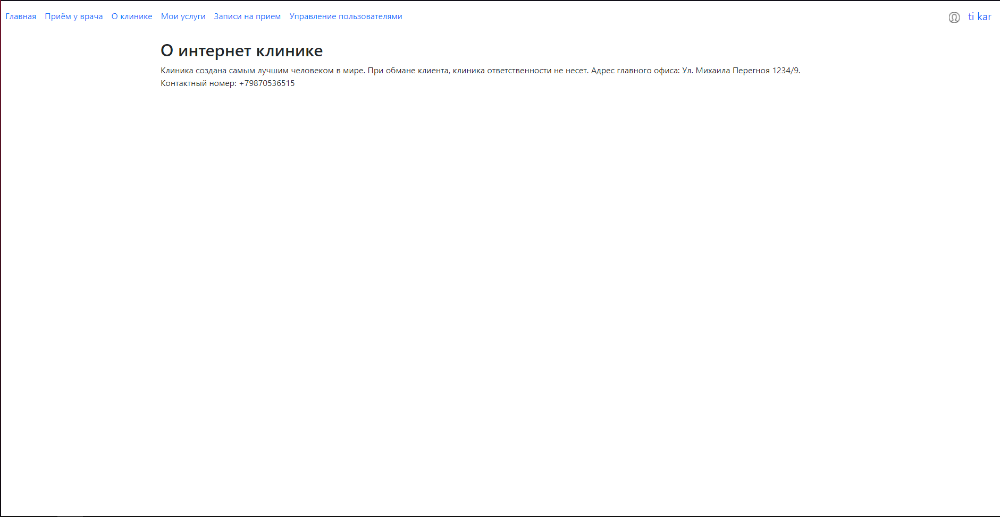 Главная Приём у врача О клинике Мои услуги Записи на прием Управление пользователями ti kar
О интернет клинике
Клиника создана самым лучшим человеком в мире. При обмане клиента, клиника ответственности не несет. Адрес главного офиса: Ул. Михаила Перегноя 1234/9.
Контактный номер: +79870536515